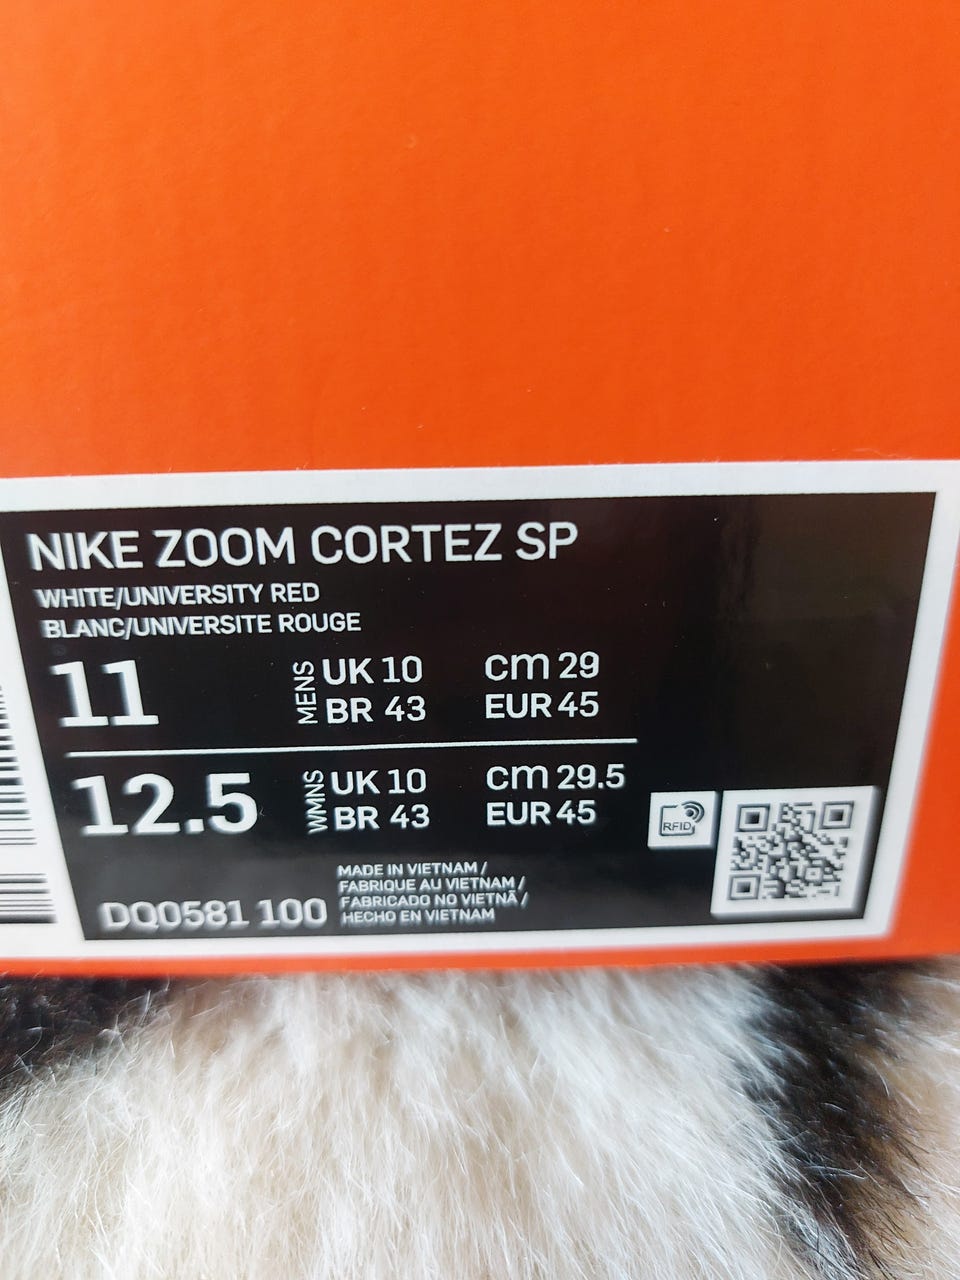 NIKE ZOOM CORTEZ SP
WHITE/UNIVERSITY RED
BLANC/UNIVERSITE ROUGE
11
MENS
UK 10 cm 29
BR 43 EUR 45
12.5
WMNS
UK 10 cm 29.5
BR 43 EUR 45
RFID
MADE IN VIETNAM /
FABRIQUE AU VIETNAM /
FABRICADO NO VIETNÃ /
HECHO EN VIETNAM
DQ0581 100